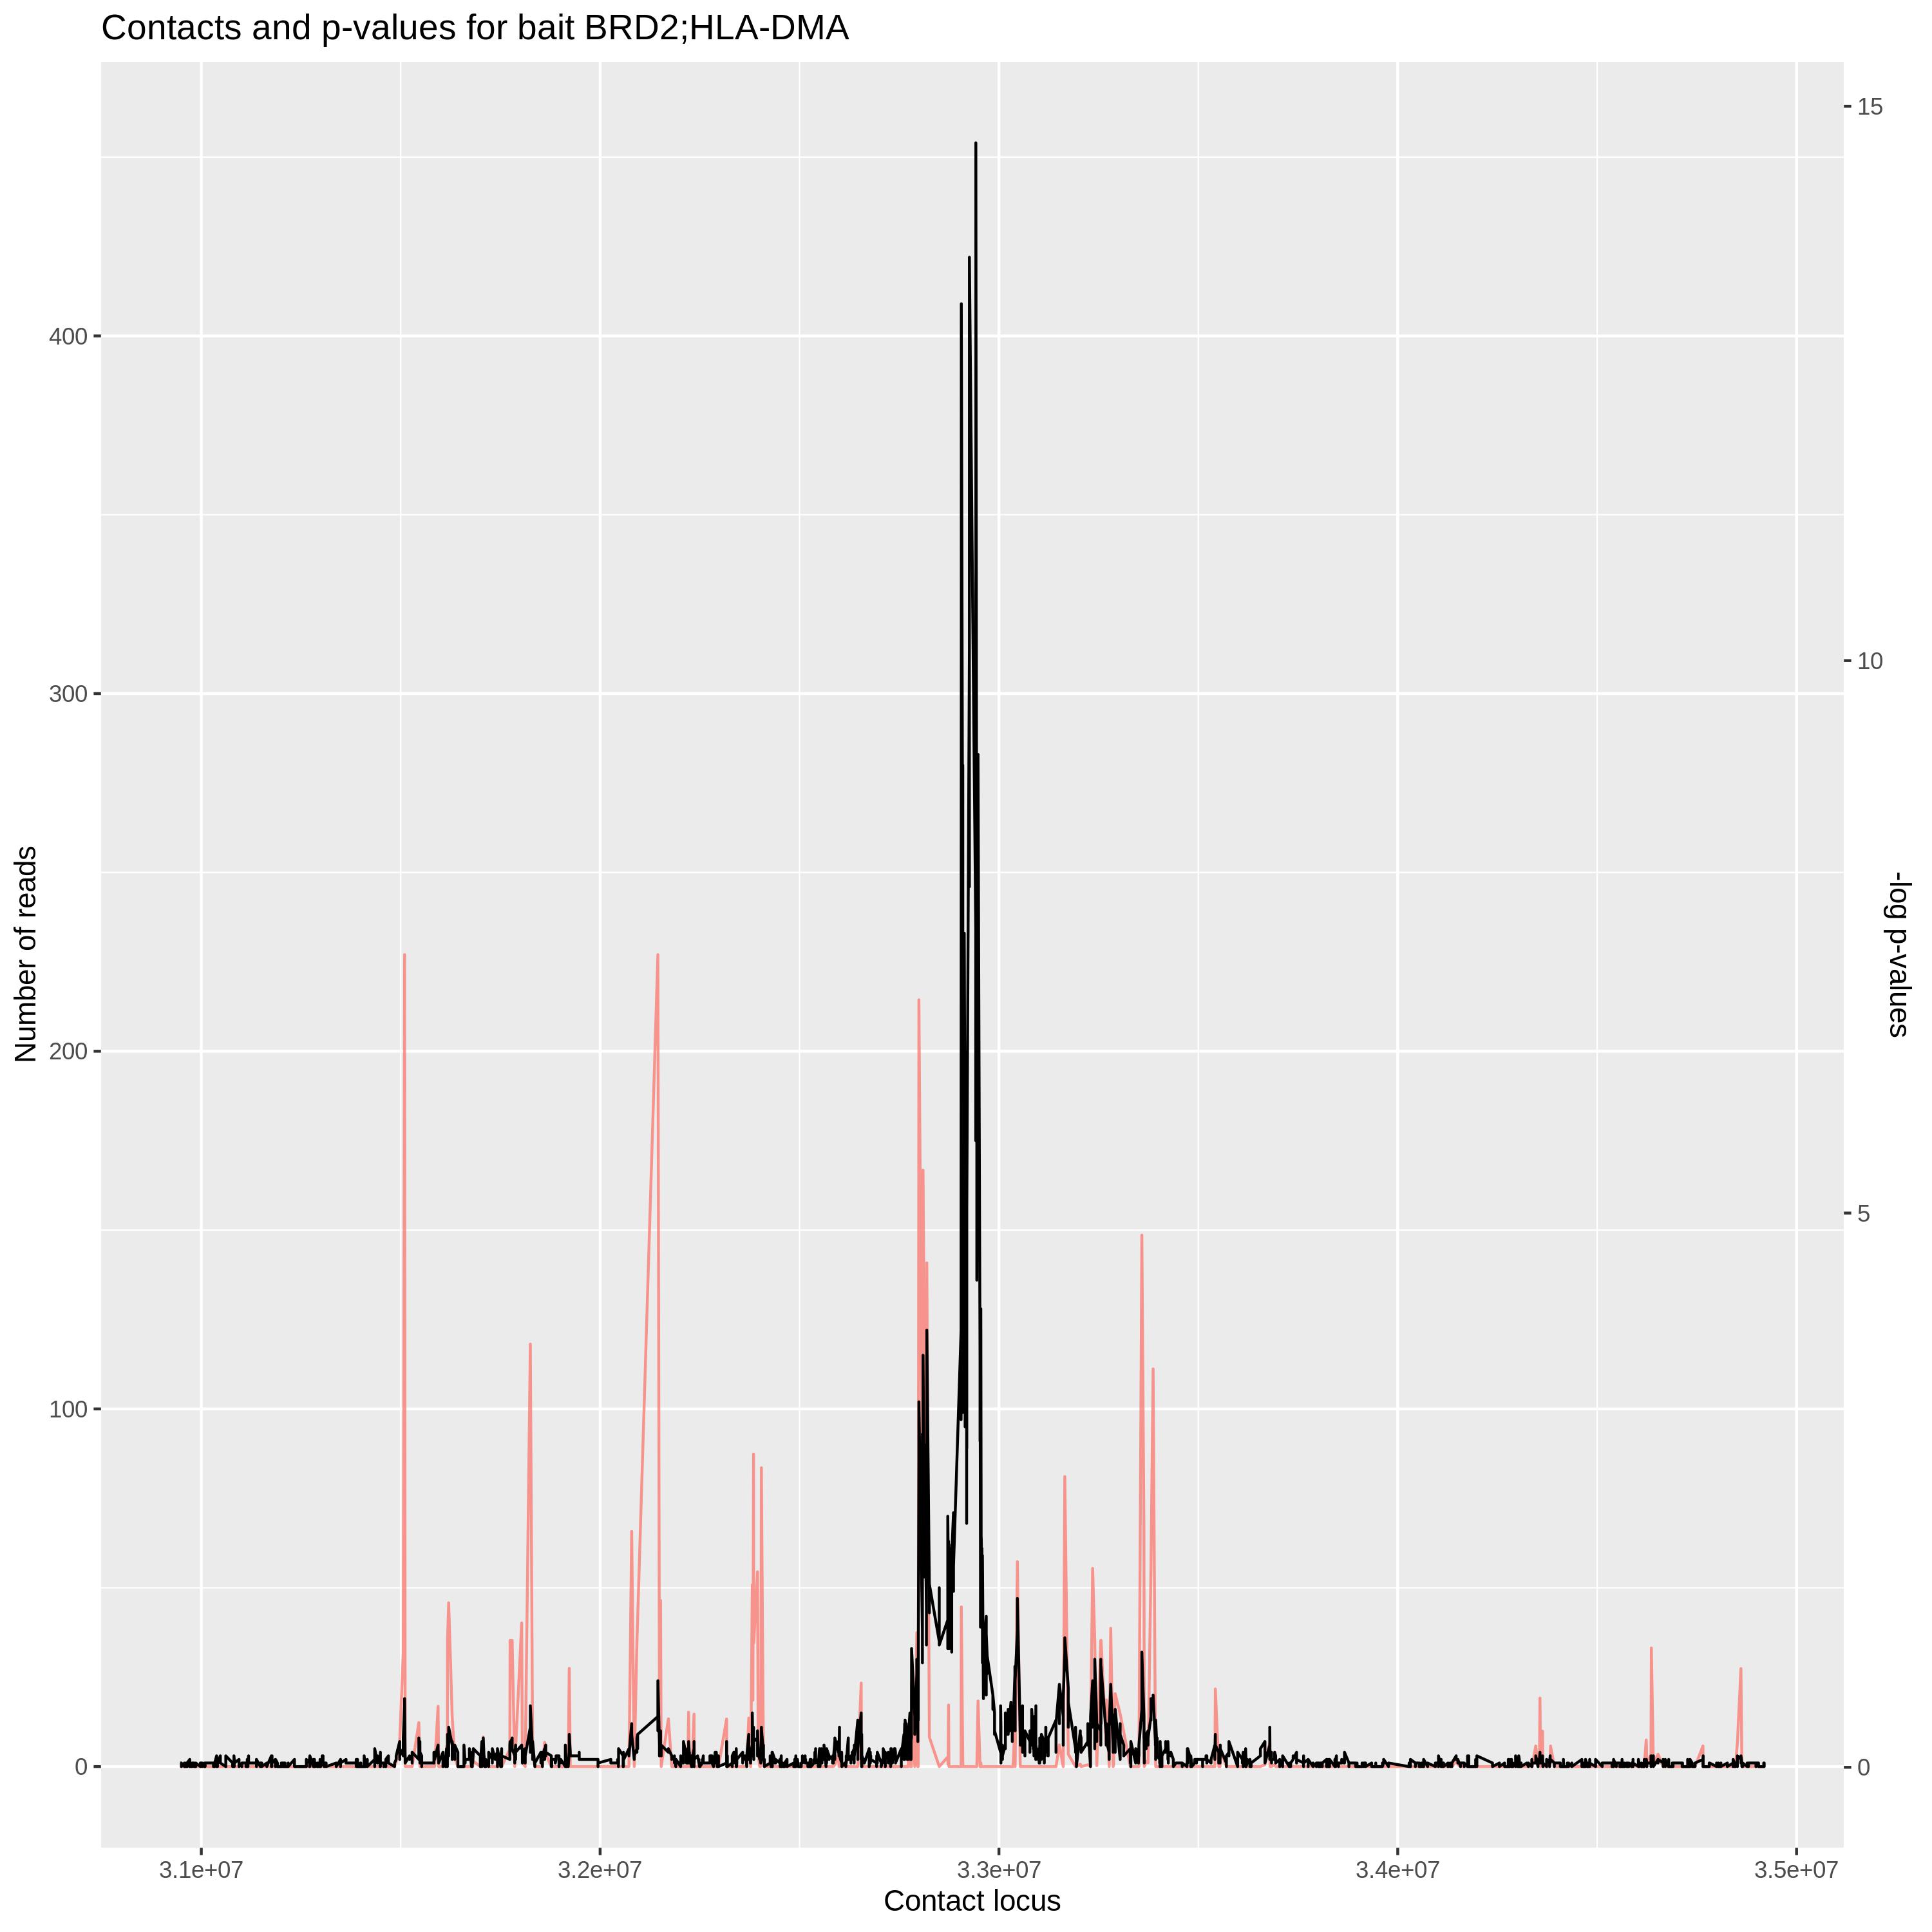 Contacts and p-values for bait BRD2;HLA-DMA
Number of reads
400
300
200
100
0
15
10
5
0
-log p-values
3.1e+07
3.2e+07
3.3e+07
3.4e+07
3.5e+07
Contact locus